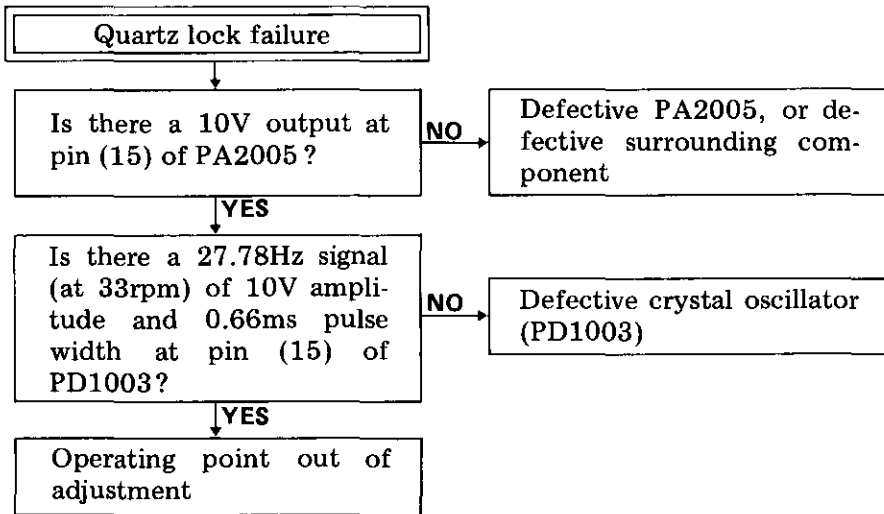 Quartz lock failure
Is there a 10V output at
pin (15) of PA2005?
NO
Defective PA2005, or de-
fective surrounding com-
ponent
YES
Is there a 27.78Hz signal
(at 33rpm) of 10V ampli-
tude and 0.66ms pulse
width at pin (15) of
PD1003?
NO
Defective crystal oscillator
(PD1003)
YES
Operating point out of
adjustment